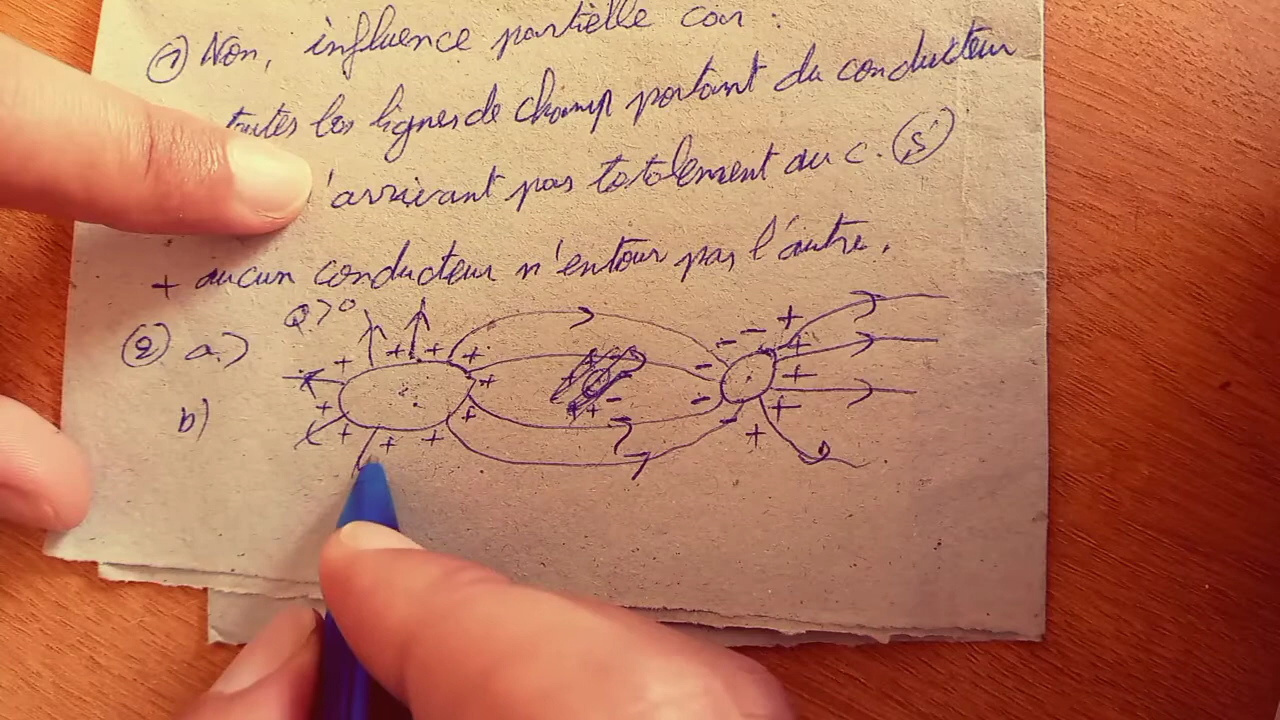 ① Non, influence partielle car :
toutes les lignes de champ partant du conducteur
'arrivant pas totalement au c. Ⓢ'
+ aucun conducteur n'entour pas l'autre.
② a.) Q > 0
b)